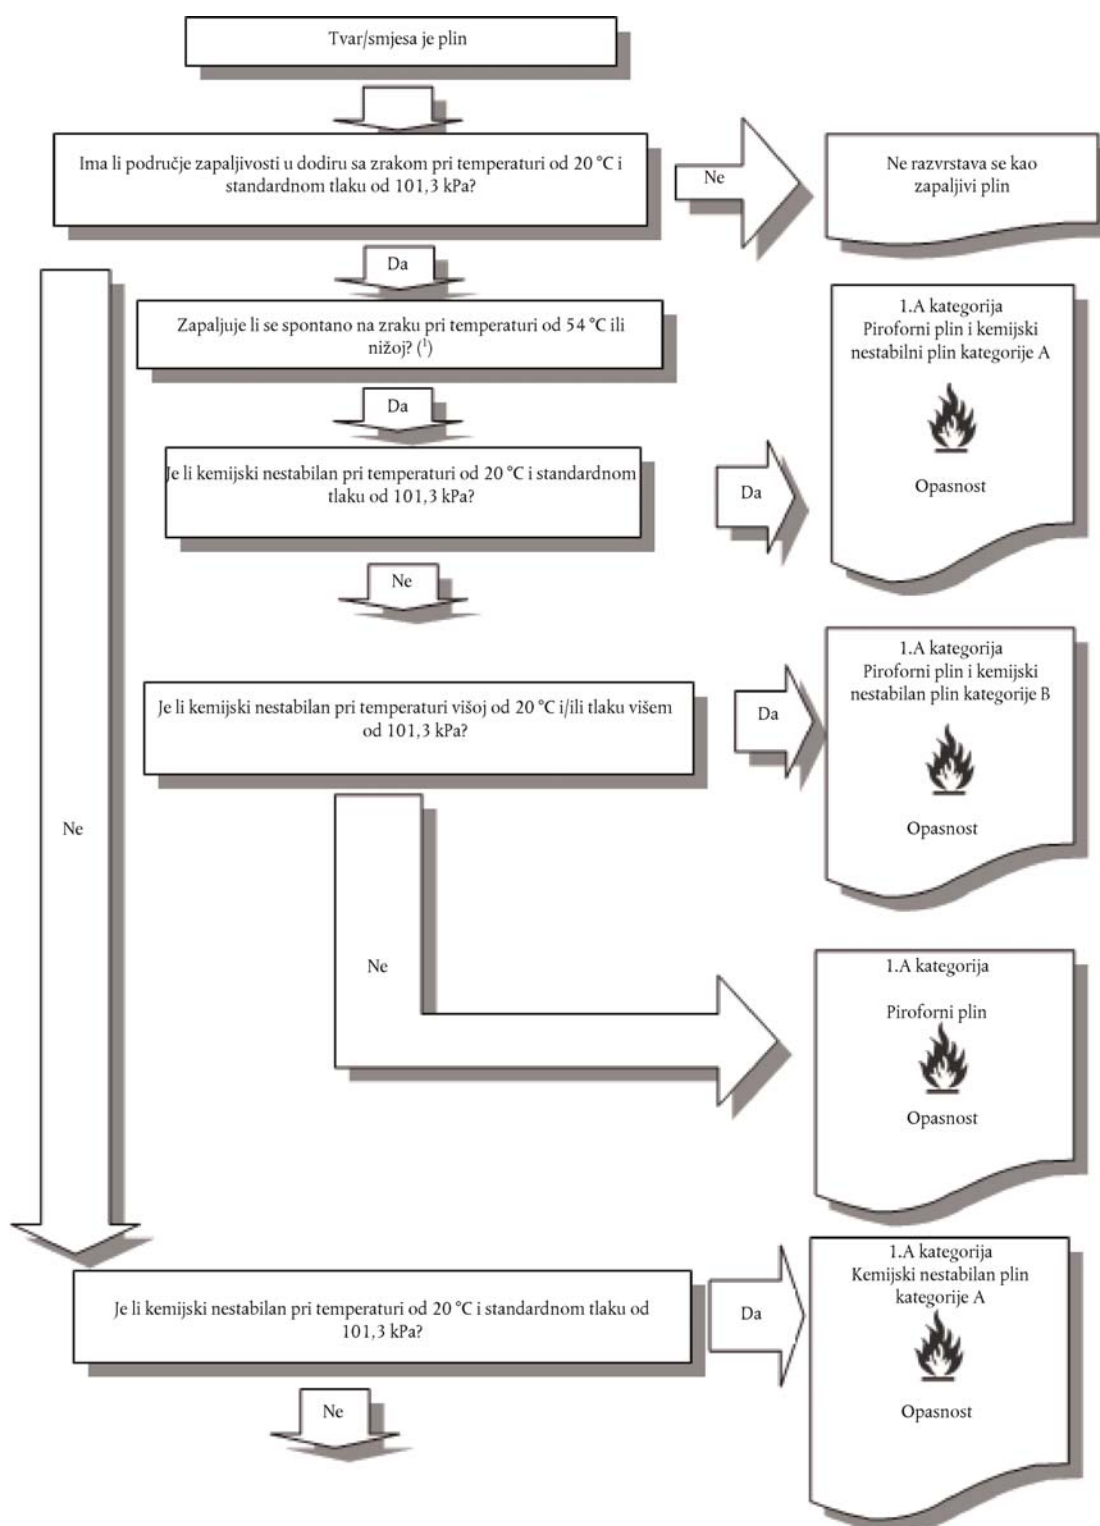 Tvar/smjesa je plin
Ima li područje zapaljivosti u dodiru sa zrakom pri temperaturi od 20 °C i
standardnom tlaku od 101,3 kPa?
Ne
Ne razvrstava se kao
zapaljivi plin
Da
Zapaljuje li se spontano na zraku pri temperaturi od 54 °C ili
nižoj? (¹)
1.A kategorija
Piroforni plin i kemijski
nestabilni plin kategorije A
Opasnost
Da
Je li kemijski nestabilan pri temperaturi od 20 °C i standardnom
tlaku od 101,3 kPa?
Da
Ne
Je li kemijski nestabilan pri temperaturi višoj od 20 °C i/ili tlaku višem
od 101,3 kPa?
Da
1.A kategorija
Piroforni plin i kemijski
nestabilan plin kategorije B
Opasnost
Ne
Ne
1.A kategorija
Piroforni plin
Opasnost
Je li kemijski nestabilan pri temperaturi od 20 °C i standardnom tlaku od
101,3 kPa?
Da
1.A kategorija
Kemijski nestabilan plin
kategorije A
Opasnost
Ne